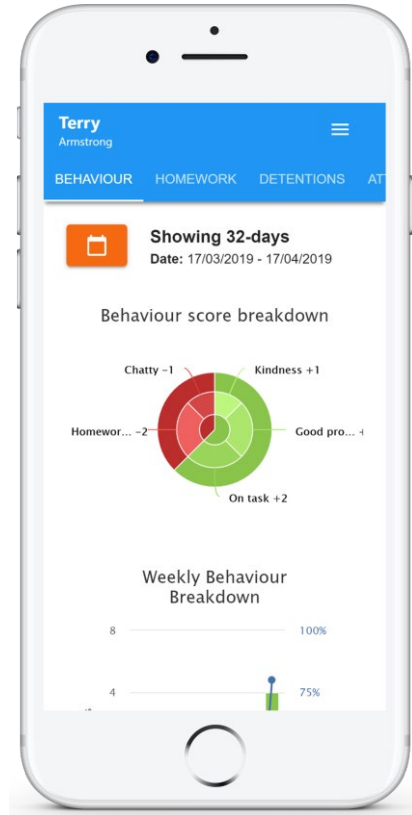 Terry
Armstrong
BEHAVIOUR HOMEWORK DETENTIONS AT
Showing 32-days
Date: 17/03/2019 - 17/04/2019
Behaviour score breakdown
Chatty -1 Kindness +1
Homewor... -2 Good pro...
On task +2
Weekly Behaviour
Breakdown
8 100%
4 75%